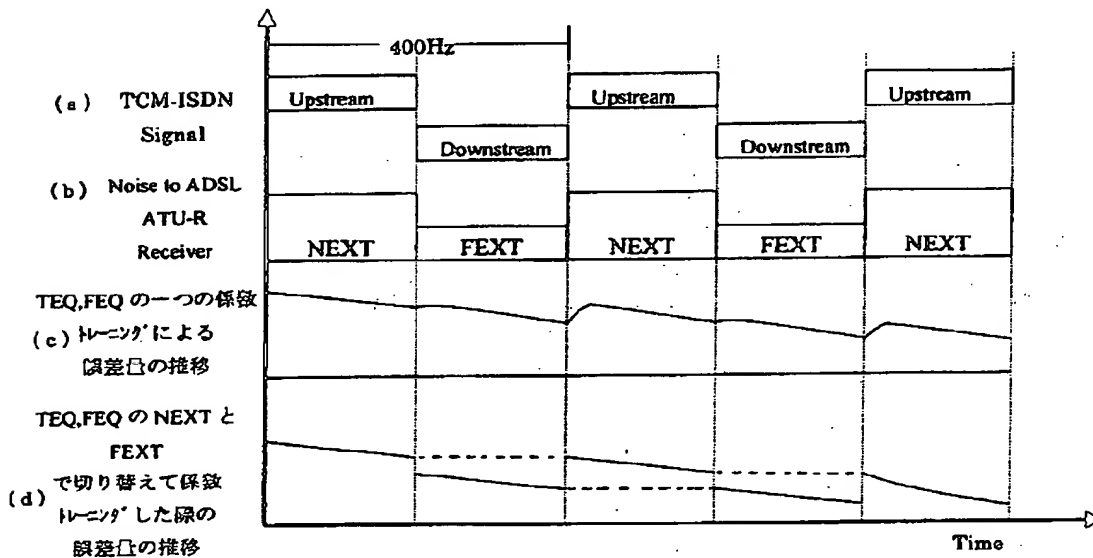 400Hz
(a) TCM-ISDN
Signal
Upstream
Upstream
Upstream
Downstream
Downstream
(b) Noise to ADSL
ATU-R
Receiver
NEXT
FEXT
NEXT
FEXT
NEXT
TEQ,FEQ の一つの係数
(c) トレーニングによる
誤差量の推移
TEQ,FEQ の NEXT と
FEXT
(d) で切り替えて係数
トレーニングした際の
誤差量の推移
Time